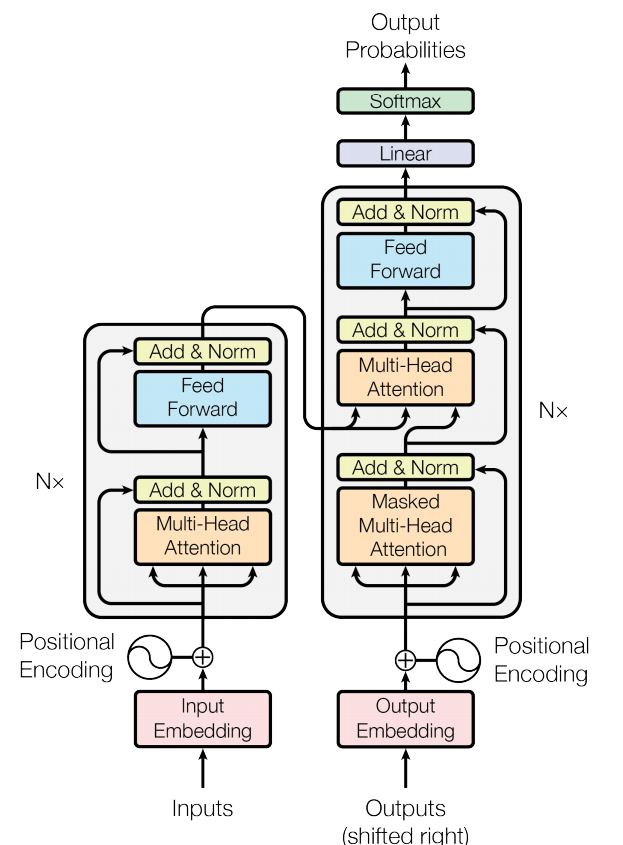 Output
Probabilities
Softmax
Linear
Add & Norm
Feed
Forward
Add & Norm
Multi-Head
Attention
Add & Norm
Masked
Multi-Head
Attention
Nx
Add & Norm
Feed
Forward
Add & Norm
Multi-Head
Attention
N×
Positional
Encoding
Positional
Encoding
Input
Embedding
Output
Embedding
Inputs
Outputs
(shifted right)